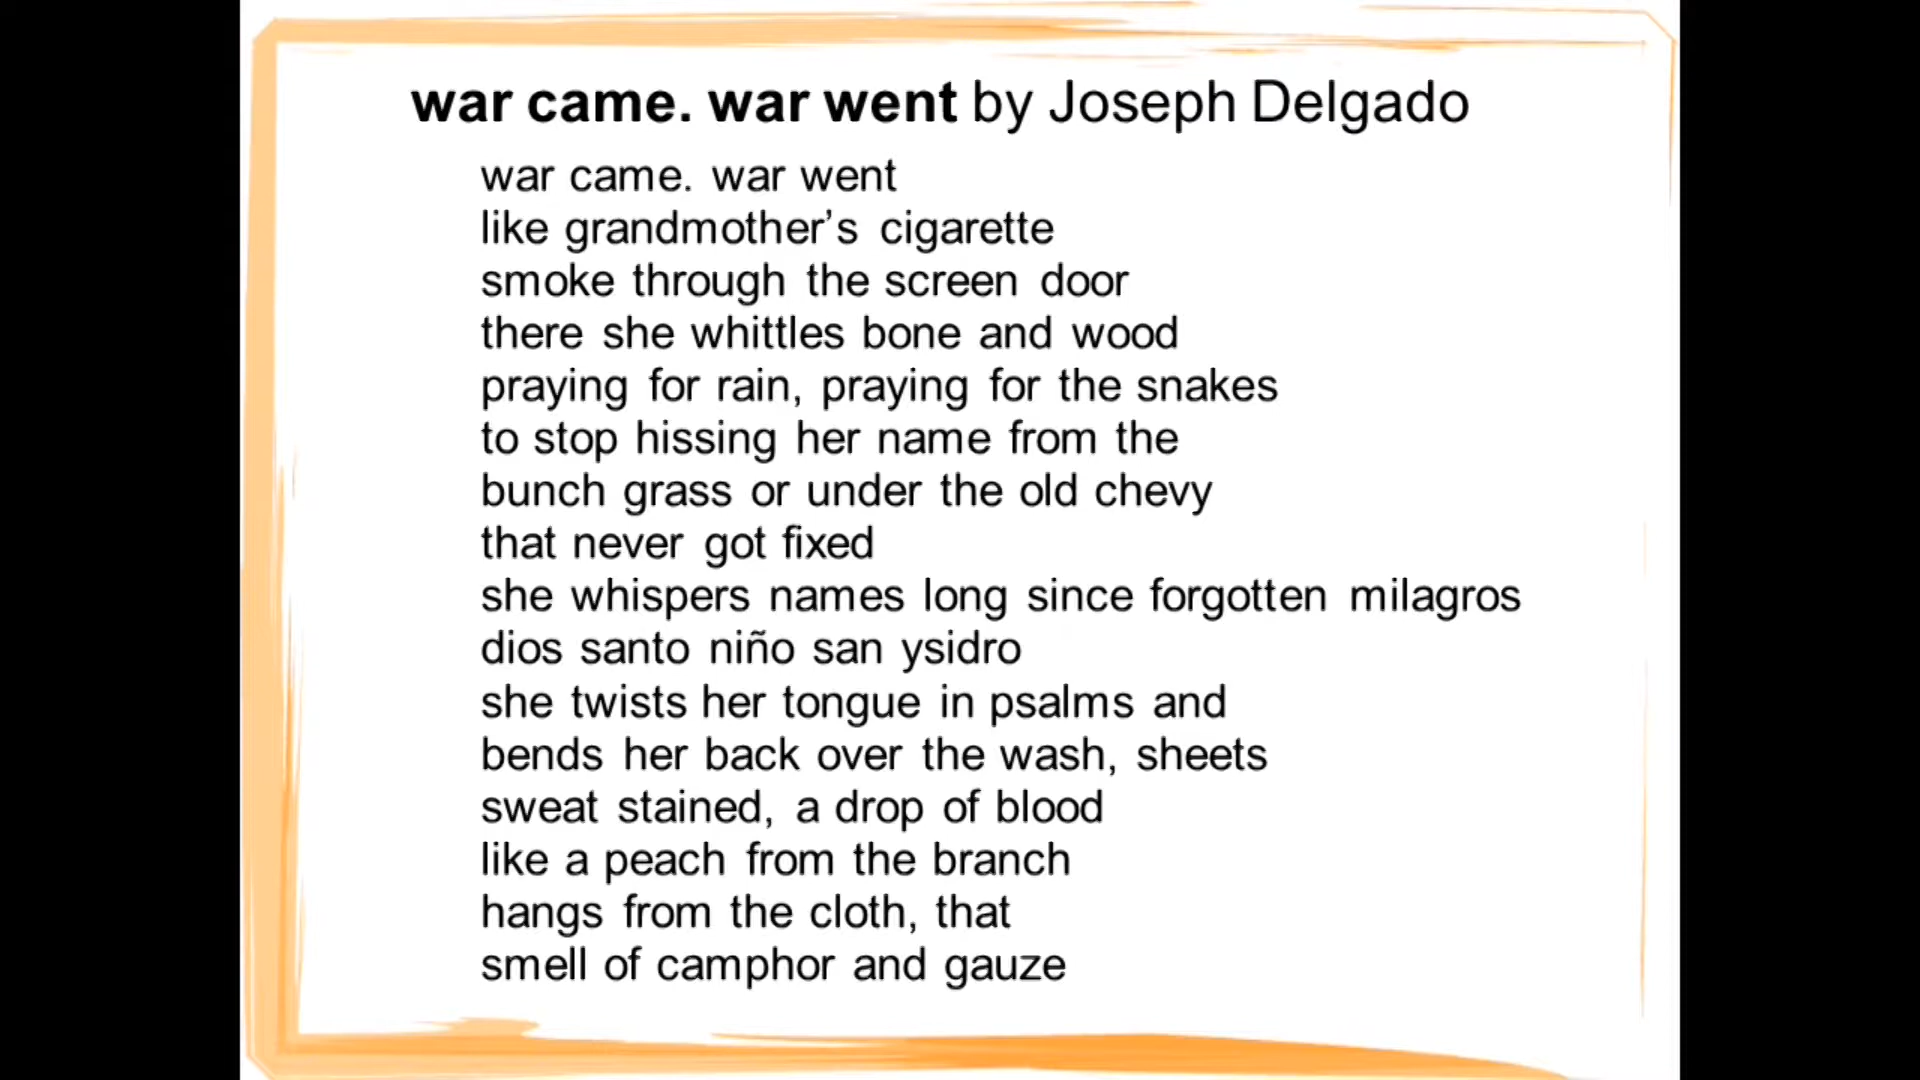 war came. war went by Joseph Delgado
war came. war went
like grandmother’s cigarette
smoke through the screen door
there she whittles bone and wood
praying for rain, praying for the snakes
to stop hissing her name from the
bunch grass or under the old chevy
that never got fixed
she whispers names long since forgotten milagros
dios santo niño san ysidro
she twists her tongue in psalms and
bends her back over the wash, sheets
sweat stained, a drop of blood
like a peach from the branch
hangs from the cloth, that
smell of camphor and gauze